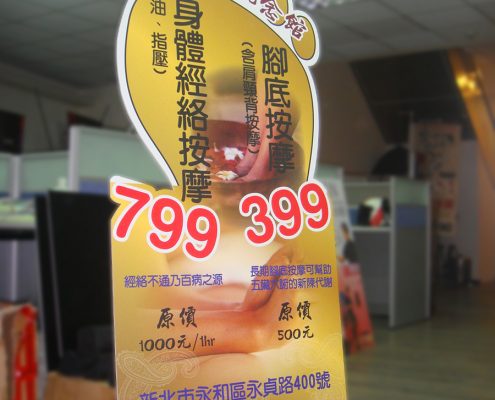 念館
身體經絡按摩
油、指壓)
腳底按摩
(含肩頸背按摩)
799
399
經絡不通乃百病之源
長期腳底按摩可幫助
五臟六腑的新陳代謝
原價
1000元/1hr
原價
500元
新北市永和區永貞路400號